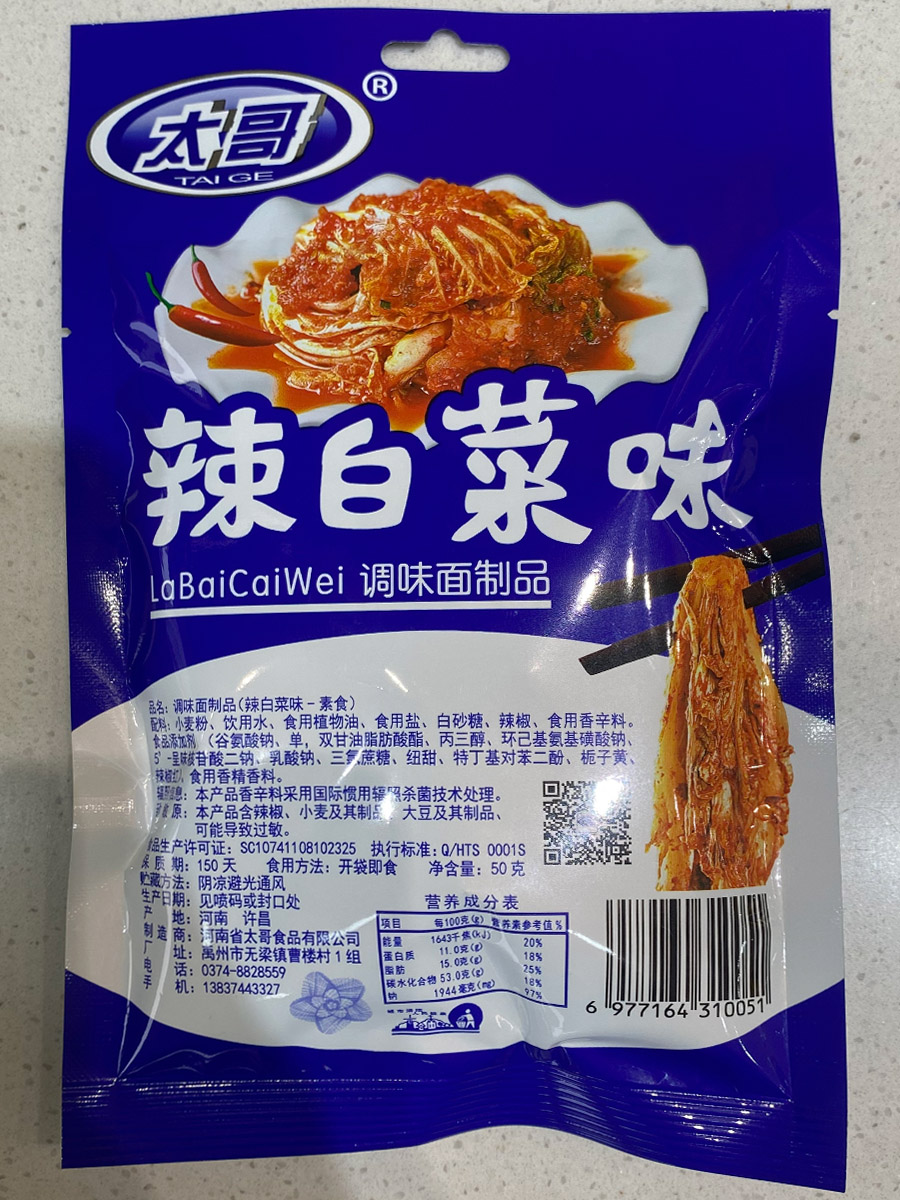 太哥
TAI GE
®
辣白菜味
LaBaiCaiWei 调味面制品
品名：调味面制品（辣白菜味－素食）
配料：小麦粉、饮用水、食用植物油、食用盐、白砂糖、辣椒、食用香辛料。
食品添加剂（谷氨酸钠、单，双甘油脂肪酸酯、丙三醇、环己基氨基磺酸钠、
5'-呈味核苷酸二钠、乳酸钠、三氯蔗糖、纽甜、特丁基对苯二酚、栀子黄、
辣椒红）、食用香精香料。
辐照信息：本产品香辛料采用国际惯用辐照杀菌技术处理。
原：本产品含辣椒、小麦及其制品、大豆及其制品、
可能导致过敏。
品生产许可证：SC10741108102325 执行标准：Q/HTS 0001S
质期：150天 食用方法：开袋即食 净含量：50克
贮藏方法：阴凉避光通风
生产日期：见喷码或封口处
产地：河南 许昌
制造商：河南省太哥食品有限公司
厂址：禹州市无梁镇曹楼村1组
电话：0374-8828559
手机：13837443327
营养成分表
项目 每100克(g) 营养素参考值%
能量 1643千焦(kJ) 20%
蛋白质 11.0克(g) 18%
脂肪 15.0克(g) 25%
碳水化合物 53.0克(g) 18%
钠 1944毫克(mg) 97%
6 977164 310051